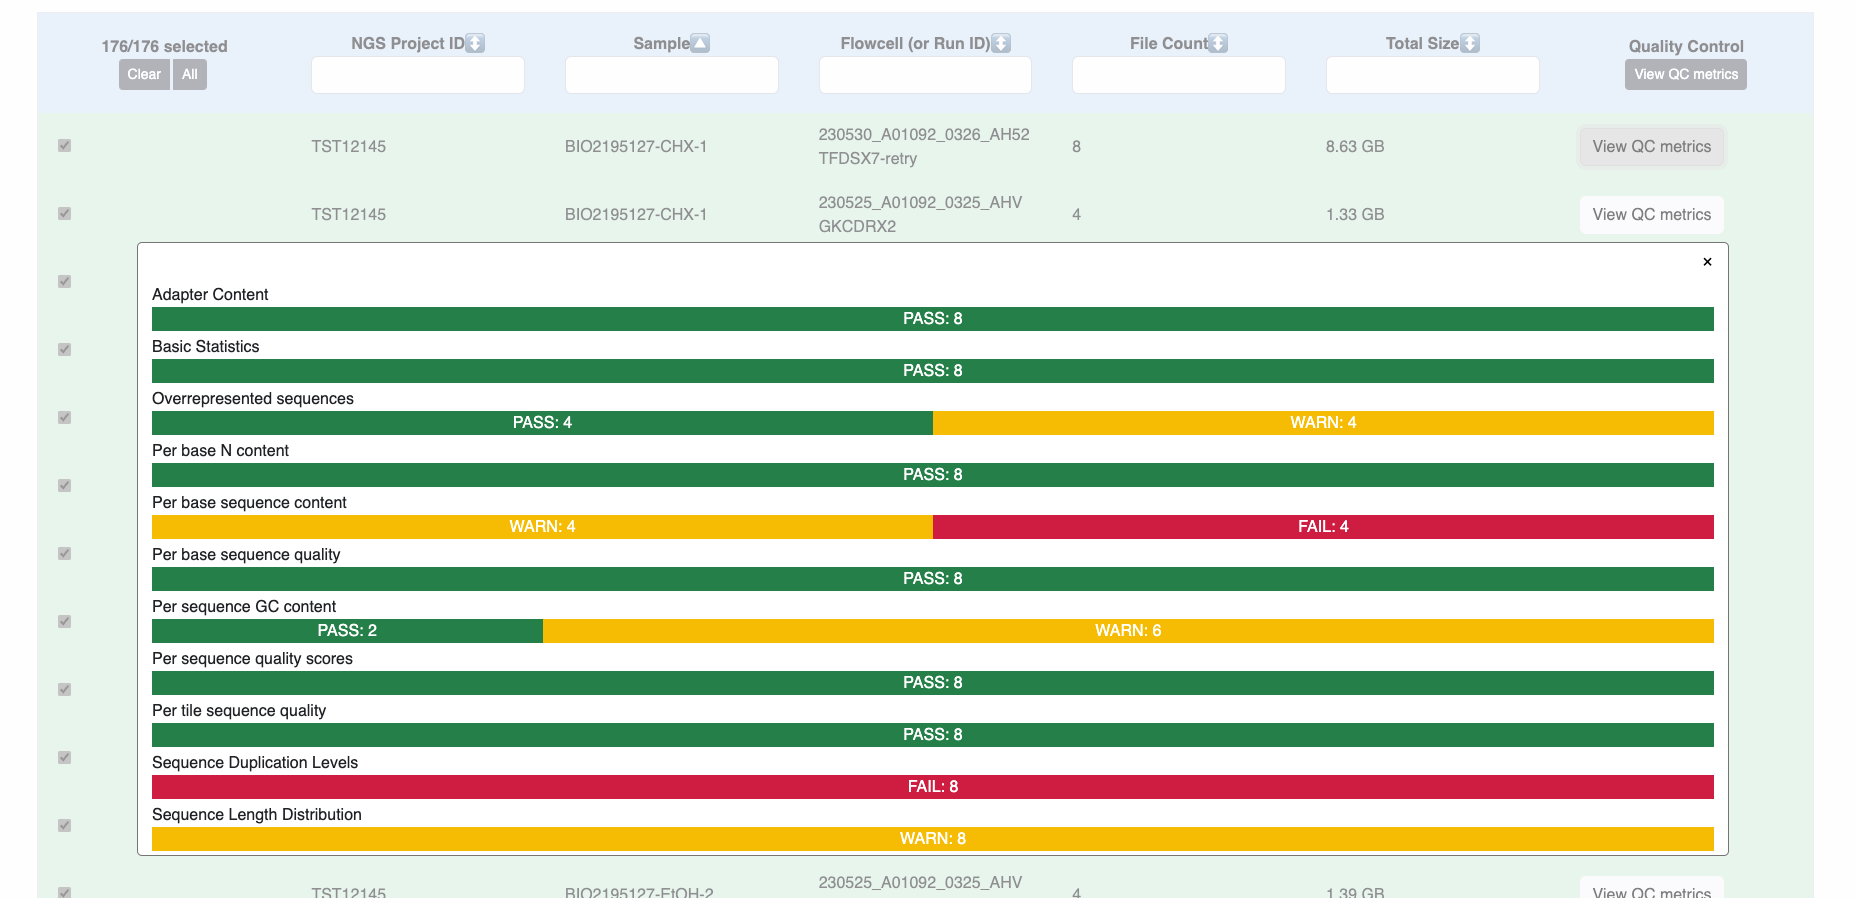 176/176 selected
Clear
All
NGS Project ID
Sample
Flowcell (or Run ID)
File Count
Total Size
Quality Control
View QC metrics
TST12145
BIO2195127-CHX-1
230530_A01092_0326_AH52
TFDSX7-retry
8
8.63 GB
View QC metrics
TST12145
BIO2195127-CHX-1
230525_A01092_0325_AHV
GKCDRX2
4
1.33 GB
View QC metrics
×
Adapter Content
PASS: 8
Basic Statistics
PASS: 8
Overrepresented sequences
PASS: 4
WARN: 4
Per base N content
PASS: 8
Per base sequence content
WARN: 4
FAIL: 4
Per base sequence quality
PASS: 8
Per sequence GC content
PASS: 2
WARN: 6
Per sequence quality scores
PASS: 8
Per tile sequence quality
PASS: 8
Sequence Duplication Levels
FAIL: 8
Sequence Length Distribution
WARN: 8
TST12145
BIO2195127-EtOH-2
230525_A01092_0325_AHV
4
1.39 GB
View QC metrics